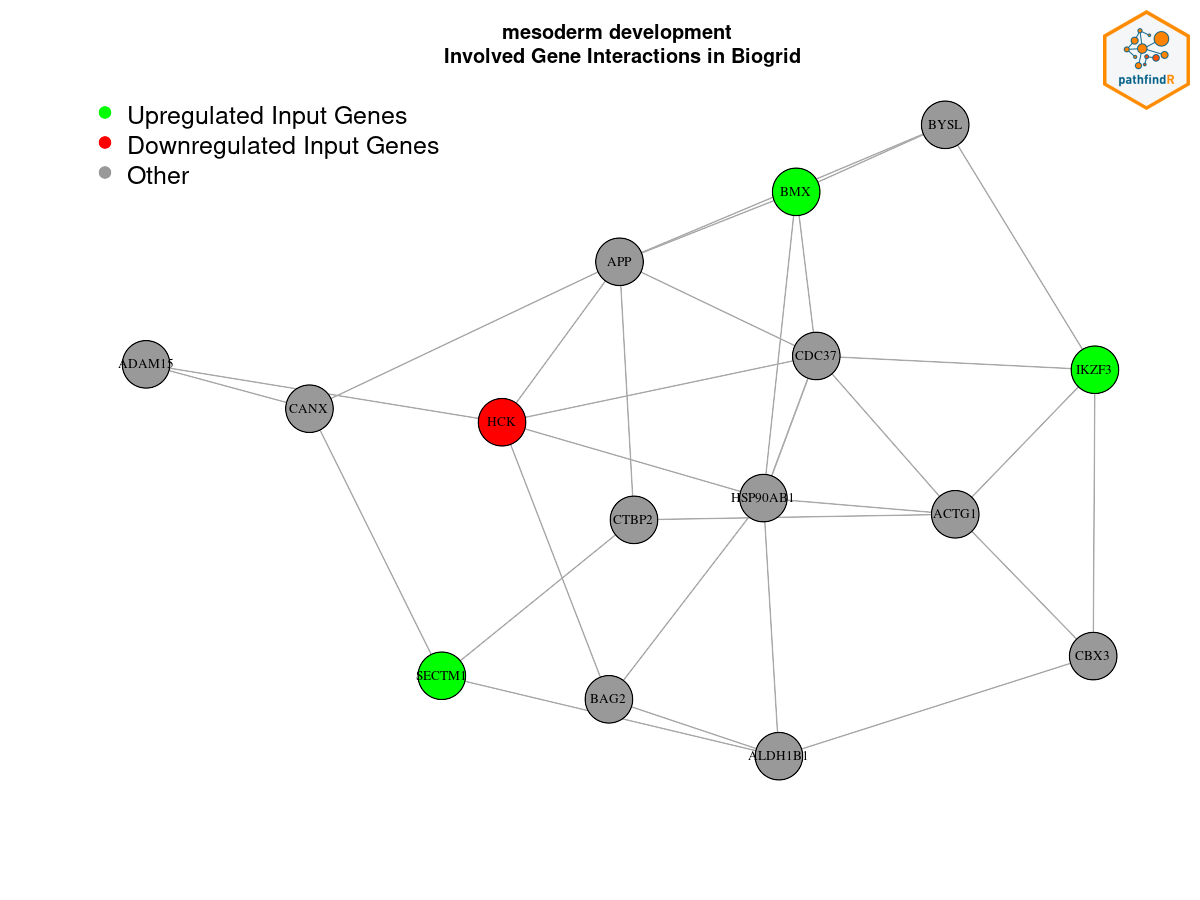 mesoderm development
Involved Gene Interactions in Biogrid
pathfindR
Upregulated Input Genes
Downregulated Input Genes
Other
BYSL
BMX
APP
CDC37
ADAM15
IKZF3
CANX
HCK
HSP90AB1
CTBP2
ACTG1
CBX3
SECTM1
BAG2
ALDH1B1